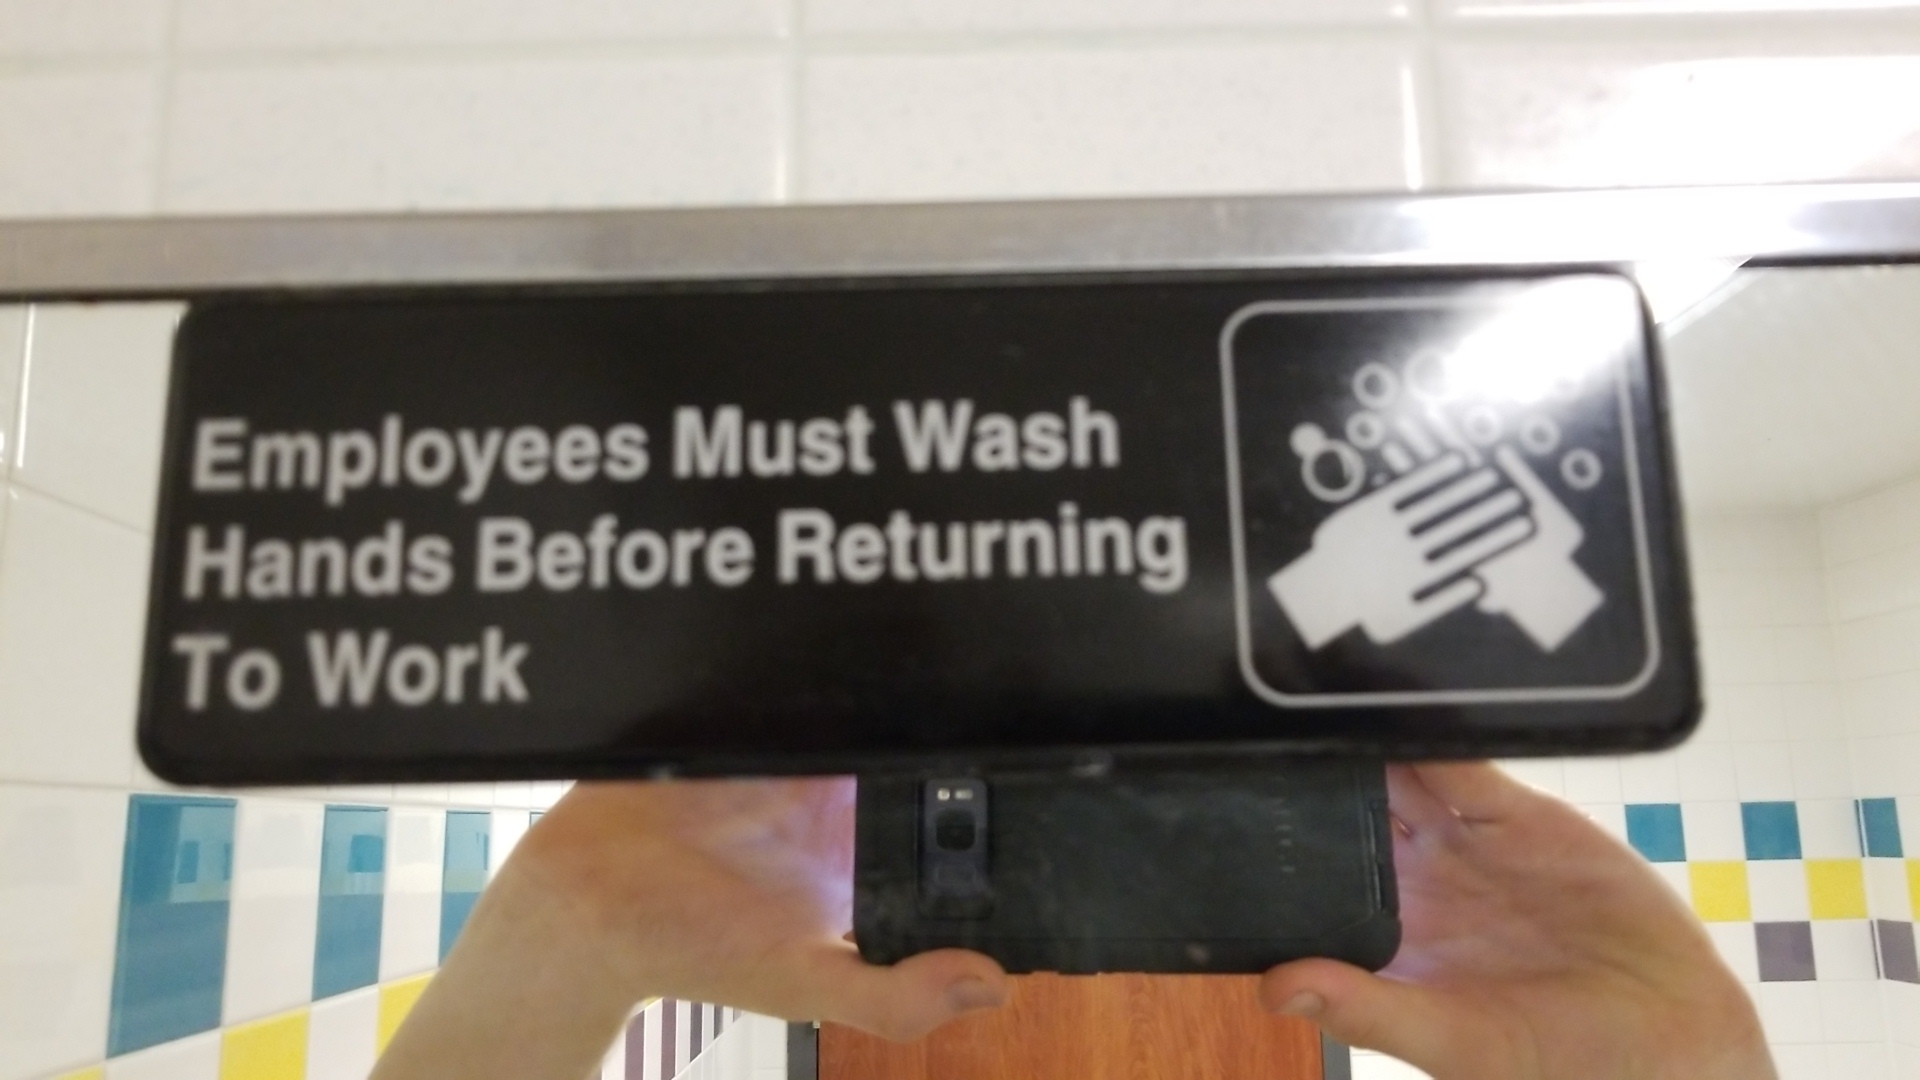 Employees Must Wash
Hands Before Returning
To Work